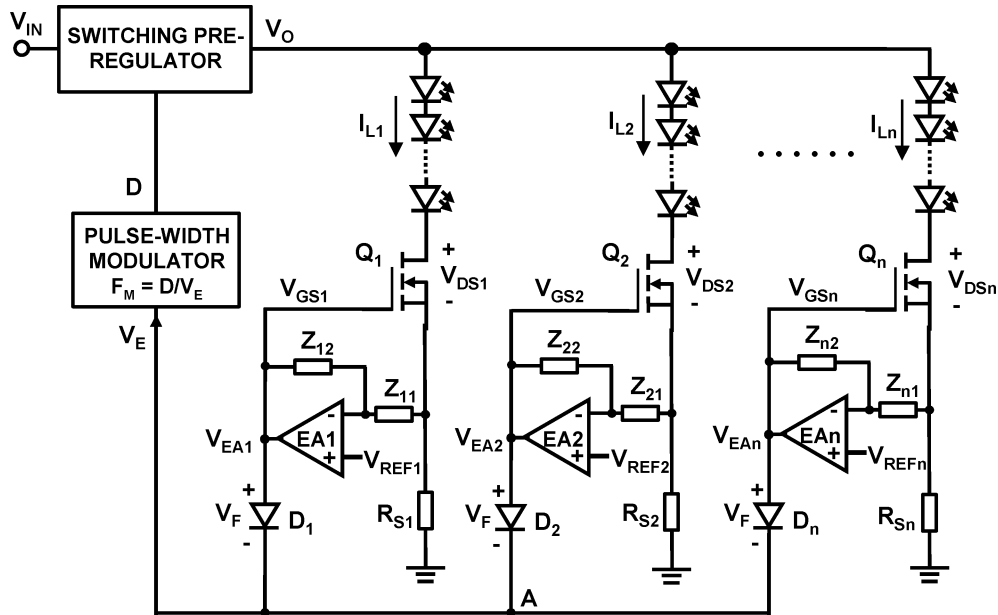 V_IN
SWITCHING PRE-
REGULATOR
V_O
I_L1
I_L2
I_Ln
D
PULSE-WIDTH
MODULATOR
F_M = D/V_E
V_E
Q_1
+
V_DS1
-
V_GS1
Q_2
+
V_DS2
-
V_GS2
Q_n
+
V_DSn
-
V_GSn
Z_12
Z_11
Z_22
Z_21
Z_n2
Z_n1
V_EA1
EA1
-
+
V_REF1
V_EA2
EA2
-
+
V_REF2
V_EAn
EAn
-
+
V_REFn
+
V_F
-
D_1
R_S1
+
V_F
-
D_2
R_S2
+
V_F
-
D_n
R_Sn
A